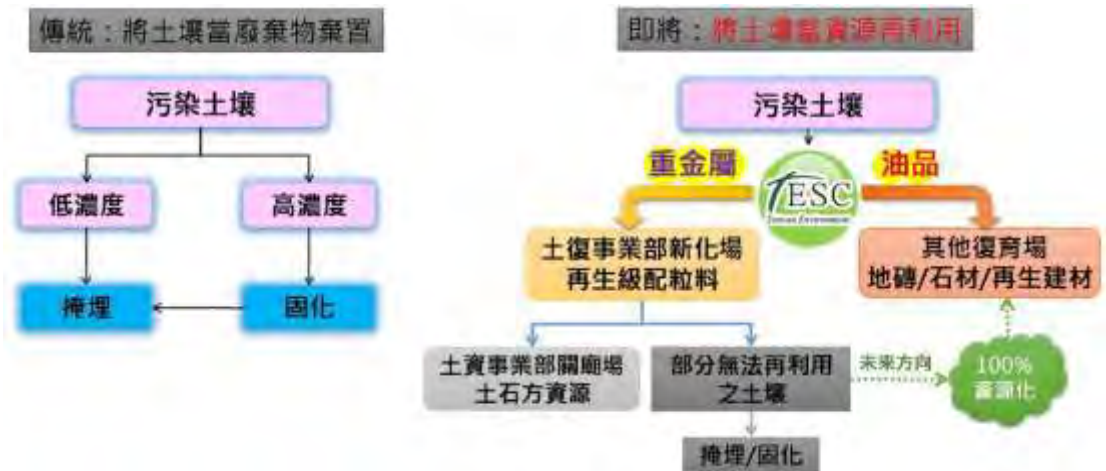 傳統：將土壤當廢棄物棄置
污染土壤
低濃度
高濃度
掩埋
固化
即將：將土壤當資源再利用
污染土壤
重金屬
油品
TESC
土復事業部新化場
再生級配粒料
其他復育場
地磚/石材/再生建材
土資事業部關廟場
土石方資源
部分無法再利用
之土壤
未來方向
100%
資源化
掩埋/固化